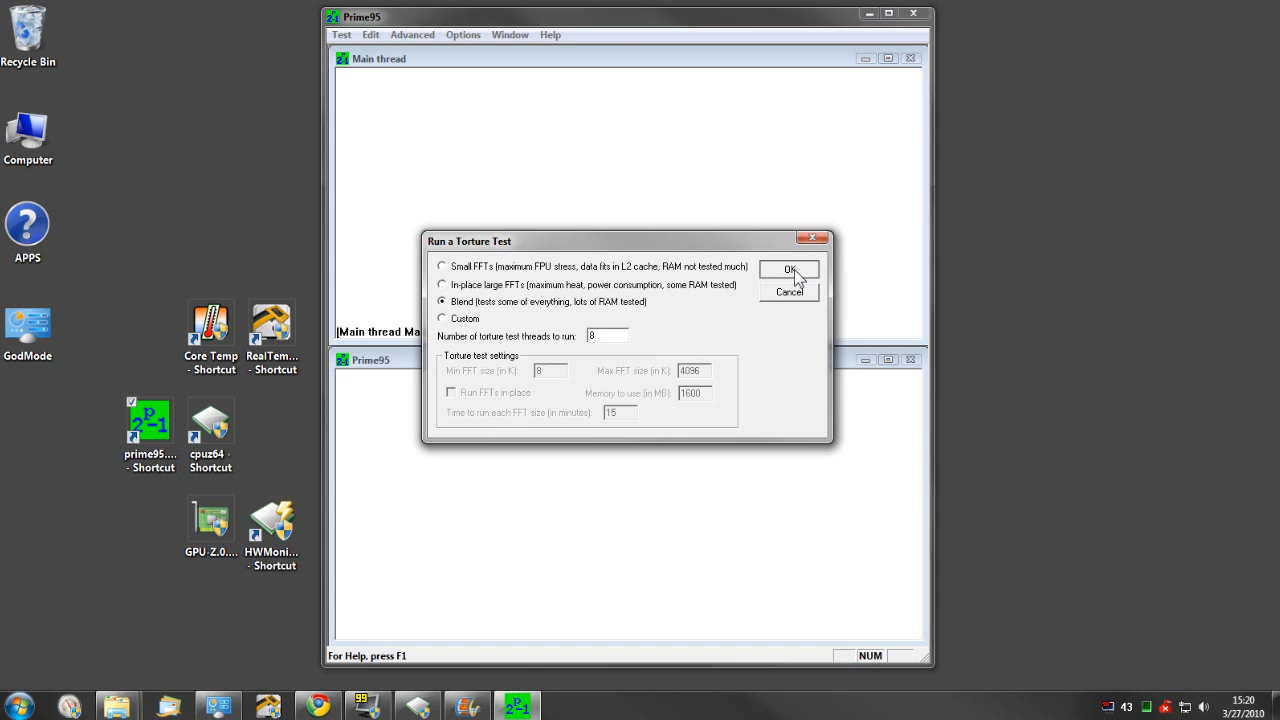 Recycle Bin
Computer
APPS
GodMode
Core Temp
- Shortcut
RealTem...
- Shortcut
prime95....
- Shortcut
cpuz64 -
Shortcut
GPU-Z.0....
HWMoni...
- Shortcut
Prime95
Test Edit Advanced Options Window Help
Main thread
[Main thread Ma
Run a Torture Test
Small FFTs (maximum FPU stress, data fits in L2 cache, RAM not tested much)
In-place large FFTs (maximum heat, power consumption, some RAM tested)
Blend (tests some of everything, lots of RAM tested)
Custom
OK
Cancel
Number of torture test threads to run: 8
Torture test settings
Min FFT size (in K): 8 Max FFT size (in K): 4096
Run FFTs in-place Memory to use (in MB): 1600
Time to run each FFT size (in minutes): 15
Prime95
For Help, press F1
NUM
99
43
15:20
3/27/2010